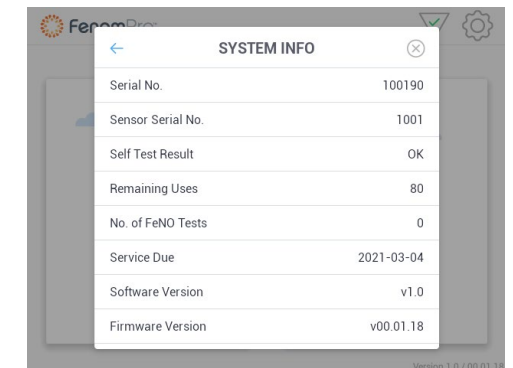 FenomPro
SYSTEM INFO
Serial No. 100190
Sensor Serial No. 1001
Self Test Result OK
Remaining Uses 80
No. of FeNO Tests 0
Service Due 2021-03-04
Software Version v1.0
Firmware Version v00.01.18
Version 1.0 / 00.01.18